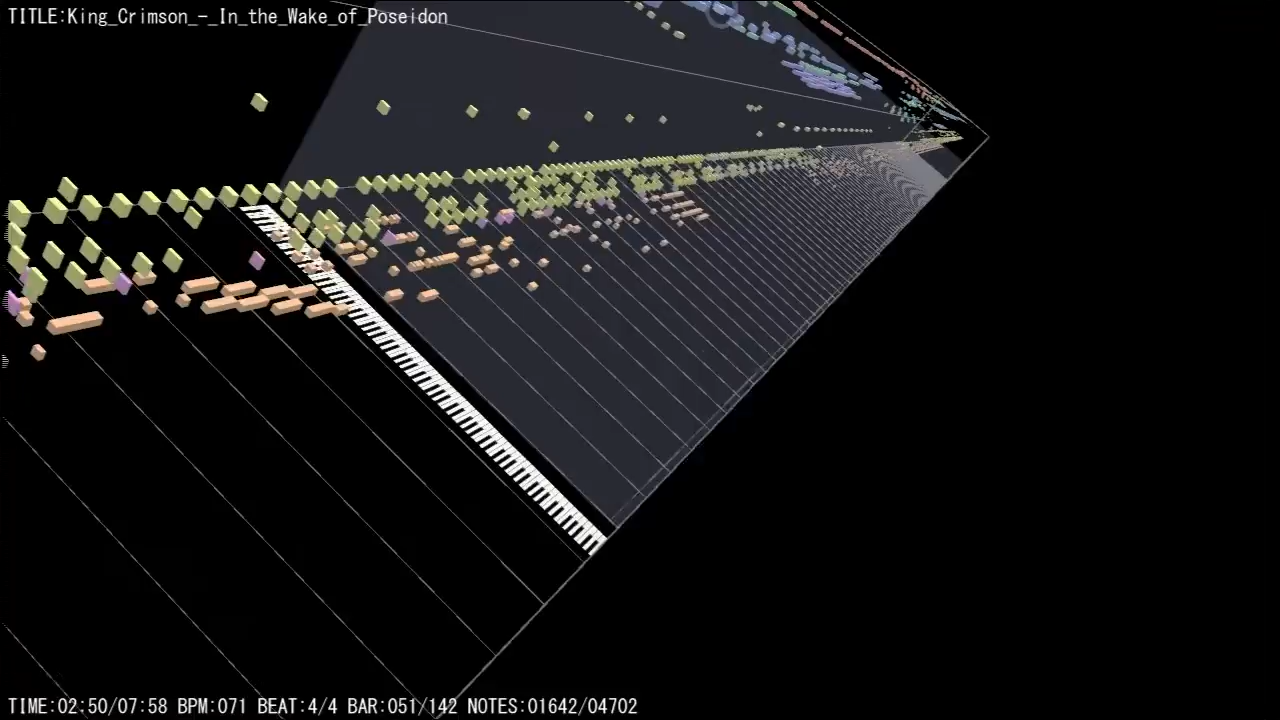 TITLE:King_Crimson_-_In_the_Wake_of_Poseidon
TIME:02:50/07:58 BPM:071 BEAT:4/4 BAR:051/142 NOTES:01642/04702